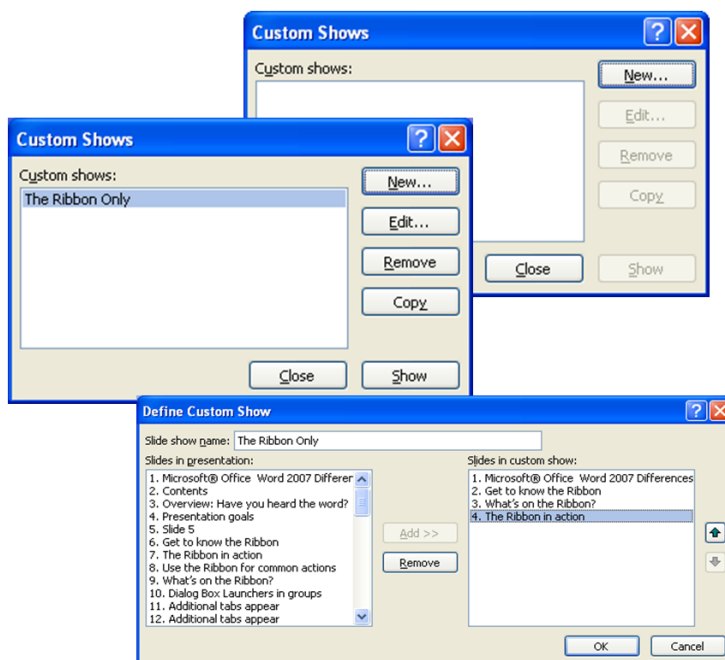 Custom Shows
Custom shows:
New...
Edit...
Remove
Copy
Close
Show
Custom Shows
Custom shows:
The Ribbon Only
New...
Edit...
Remove
Copy
Close
Show
Define Custom Show
Slide show name: The Ribbon Only
Slides in presentation:
1. Microsoft® Office Word 2007 Differen
2. Contents
3. Overview: Have you heard the word?
4. Presentation goals
5. Slide 5
6. Get to know the Ribbon
7. The Ribbon in action
8. Use the Ribbon for common actions
9. What's on the Ribbon?
10. Dialog Box Launchers in groups
11. Additional tabs appear
12. Additional tabs appear
Add >>
Remove
Slides in custom show:
1. Microsoft® Office Word 2007 Differences
2. Get to know the Ribbon
3. What's on the Ribbon?
4. The Ribbon in action
OK
Cancel